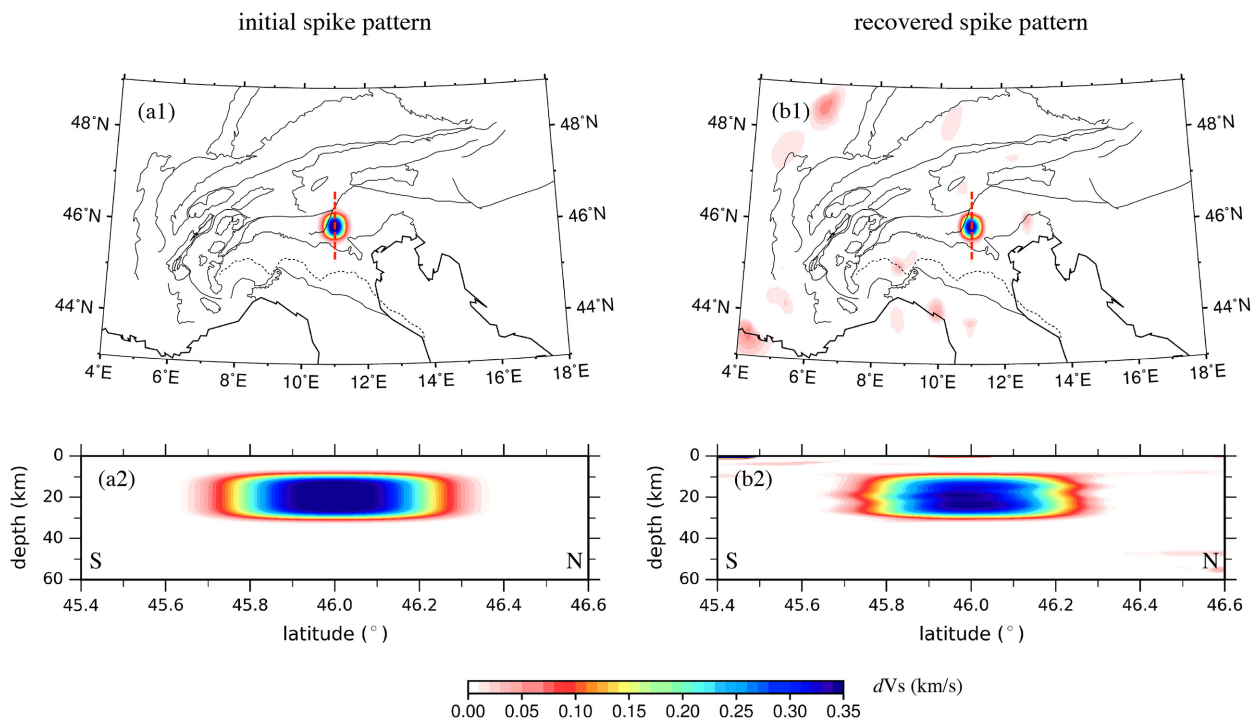 initial spike pattern
recovered spike pattern
(a1)
48°N
48°N
46°N
46°N
44°N
44°N
4°E
6°E
8°E
10°E
12°E
14°E
16°E
18°E
(b1)
48°N
48°N
46°N
46°N
44°N
44°N
4°E
6°E
8°E
10°E
12°E
14°E
16°E
18°E
(a2)
0
20
40
60
depth (km)
S
N
45.4
45.6
45.8
46.0
46.2
46.4
46.6
latitude (°)
(b2)
0
20
40
60
depth (km)
S
N
45.4
45.6
45.8
46.0
46.2
46.4
46.6
latitude (°)
dVs (km/s)
0.00
0.05
0.10
0.15
0.20
0.25
0.30
0.35